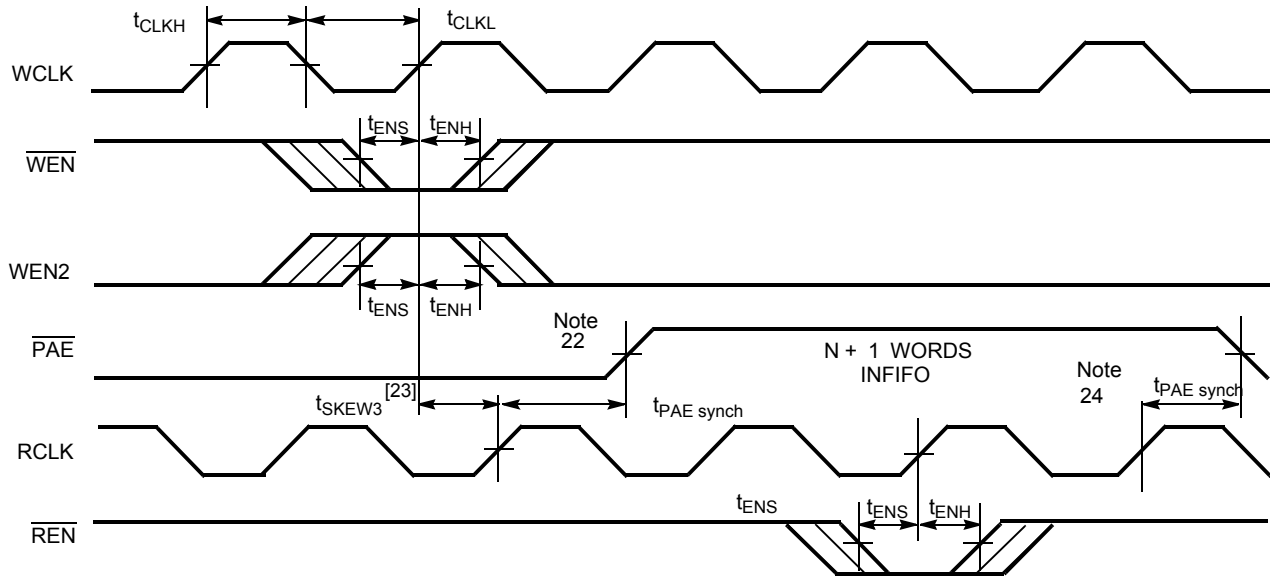 tCLKH
tCLKL
WCLK
tENS
tENH
WEN
WEN2
tENS
tENH
Note
22
PAE
N + 1 WORDS
INFIFO
Note
24
tSKEW3
[23]
tPAE synch
tPAE synch
RCLK
tENS
tENS
tENH
REN